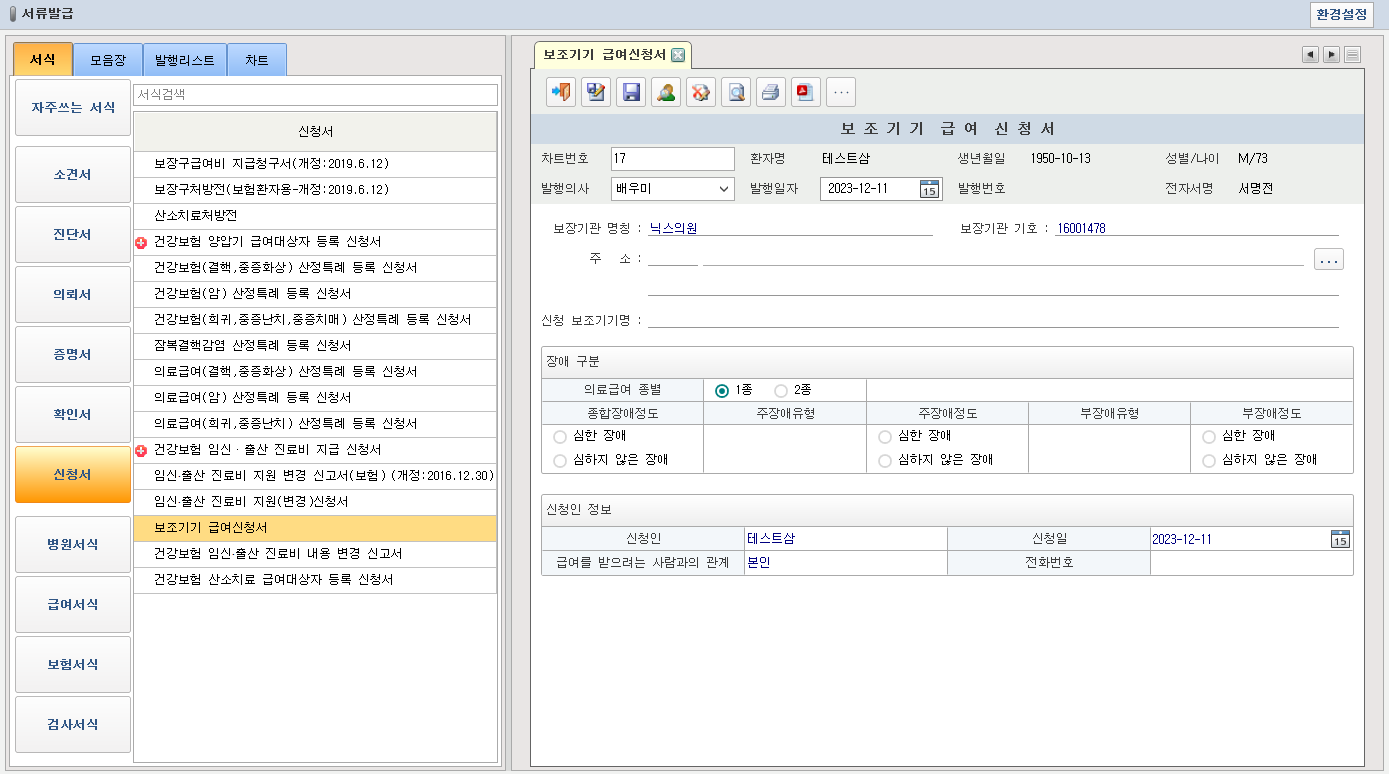 서류발급
환경설정
서식 모음장 발행리스트 차트
자주쓰는 서식
소견서
진단서
의뢰서
증명서
확인서
신청서
병원서식
급여서식
보험서식
검사서식
서식검색
신청서
보장구급여비 지급청구서(개정:2019.6.12)
보장구처방전(보험환자용-개정:2019.6.12)
산소치료처방전
건강보험 양압기 급여대상자 등록 신청서
건강보험(결핵,중증화상) 산정특례 등록 신청서
건강보험(암) 산정특례 등록 신청서
건강보험(희귀,중증난치,중증치매) 산정특례 등록 신청서
잠복결핵감염 산정특례 등록 신청서
의료급여(결핵,중증화상) 산정특례 등록 신청서
의료급여(암) 산정특례 등록 신청서
의료급여(희귀,중증난치) 산정특례 등록 신청서
건강보험 임신ㆍ출산 진료비 지급 신청서
임신·출산 진료비 지원 변경 신고서(보험) (개정:2016.12.30)
임신·출산 진료비 지원(변경)신청서
보조기기 급여신청서
건강보험 임신·출산 진료비 내용 변경 신고서
건강보험 산소치료 급여대상자 등록 신청서
보조기기 급여신청서
...
보 조 기 기 급 여 신 청 서
차트번호 17 환자명 테스트삼 생년월일 1950-10-13 성별/나이 M/73
발행의사 배우미 발행일자 2023-12-11 15 발행번호 전자서명 서명전
보장기관 명칭 : 닉스의원 보장기관 기호 : 16001478
주 소 : ...
신청 보조기기명 :
장애 구분
의료급여 종별 1종 2종
종합장애정도 주장애유형 주장애정도 부장애유형 부장애정도
심한 장애 심한 장애 심한 장애
심하지 않은 장애 심하지 않은 장애 심하지 않은 장애
신청인 정보
신청인 테스트삼 신청일 2023-12-11 15
급여를 받으려는 사람과의 관계 본인 전화번호